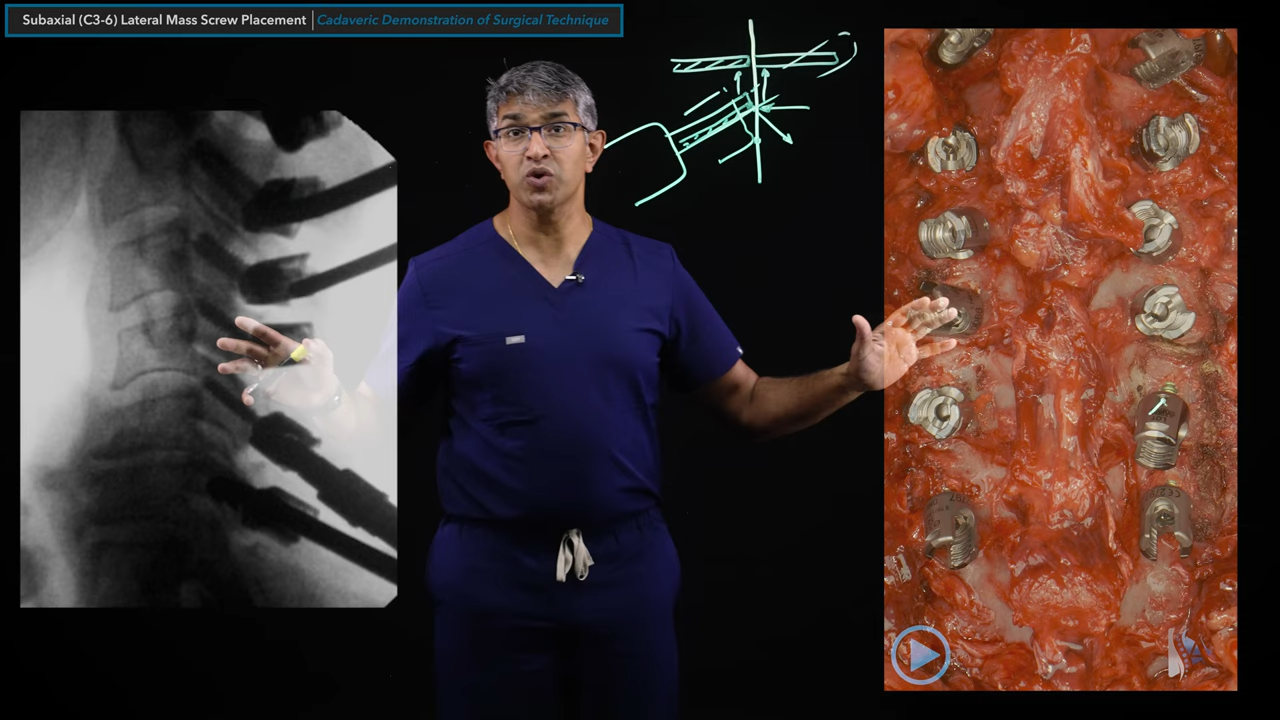 Subaxial (C3-6) Lateral Mass Screw Placement | Cadaveric Demonstration of Surgical Technique